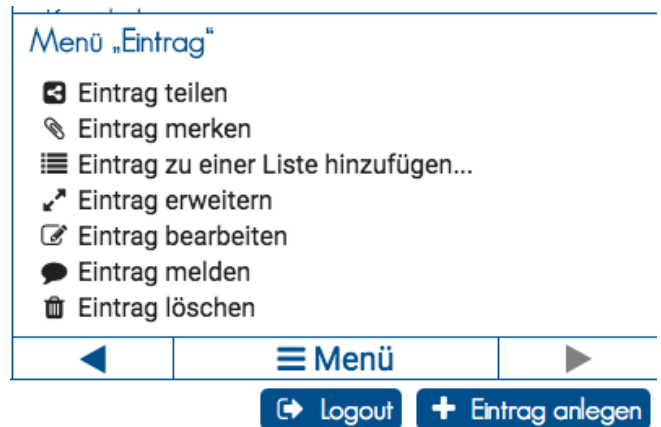 Menü „Eintrag“
Eintrag teilen
Eintrag merken
Eintrag zu einer Liste hinzufügen...
Eintrag erweitern
Eintrag bearbeiten
Eintrag melden
Eintrag löschen
Menü
Logout
Eintrag anlegen